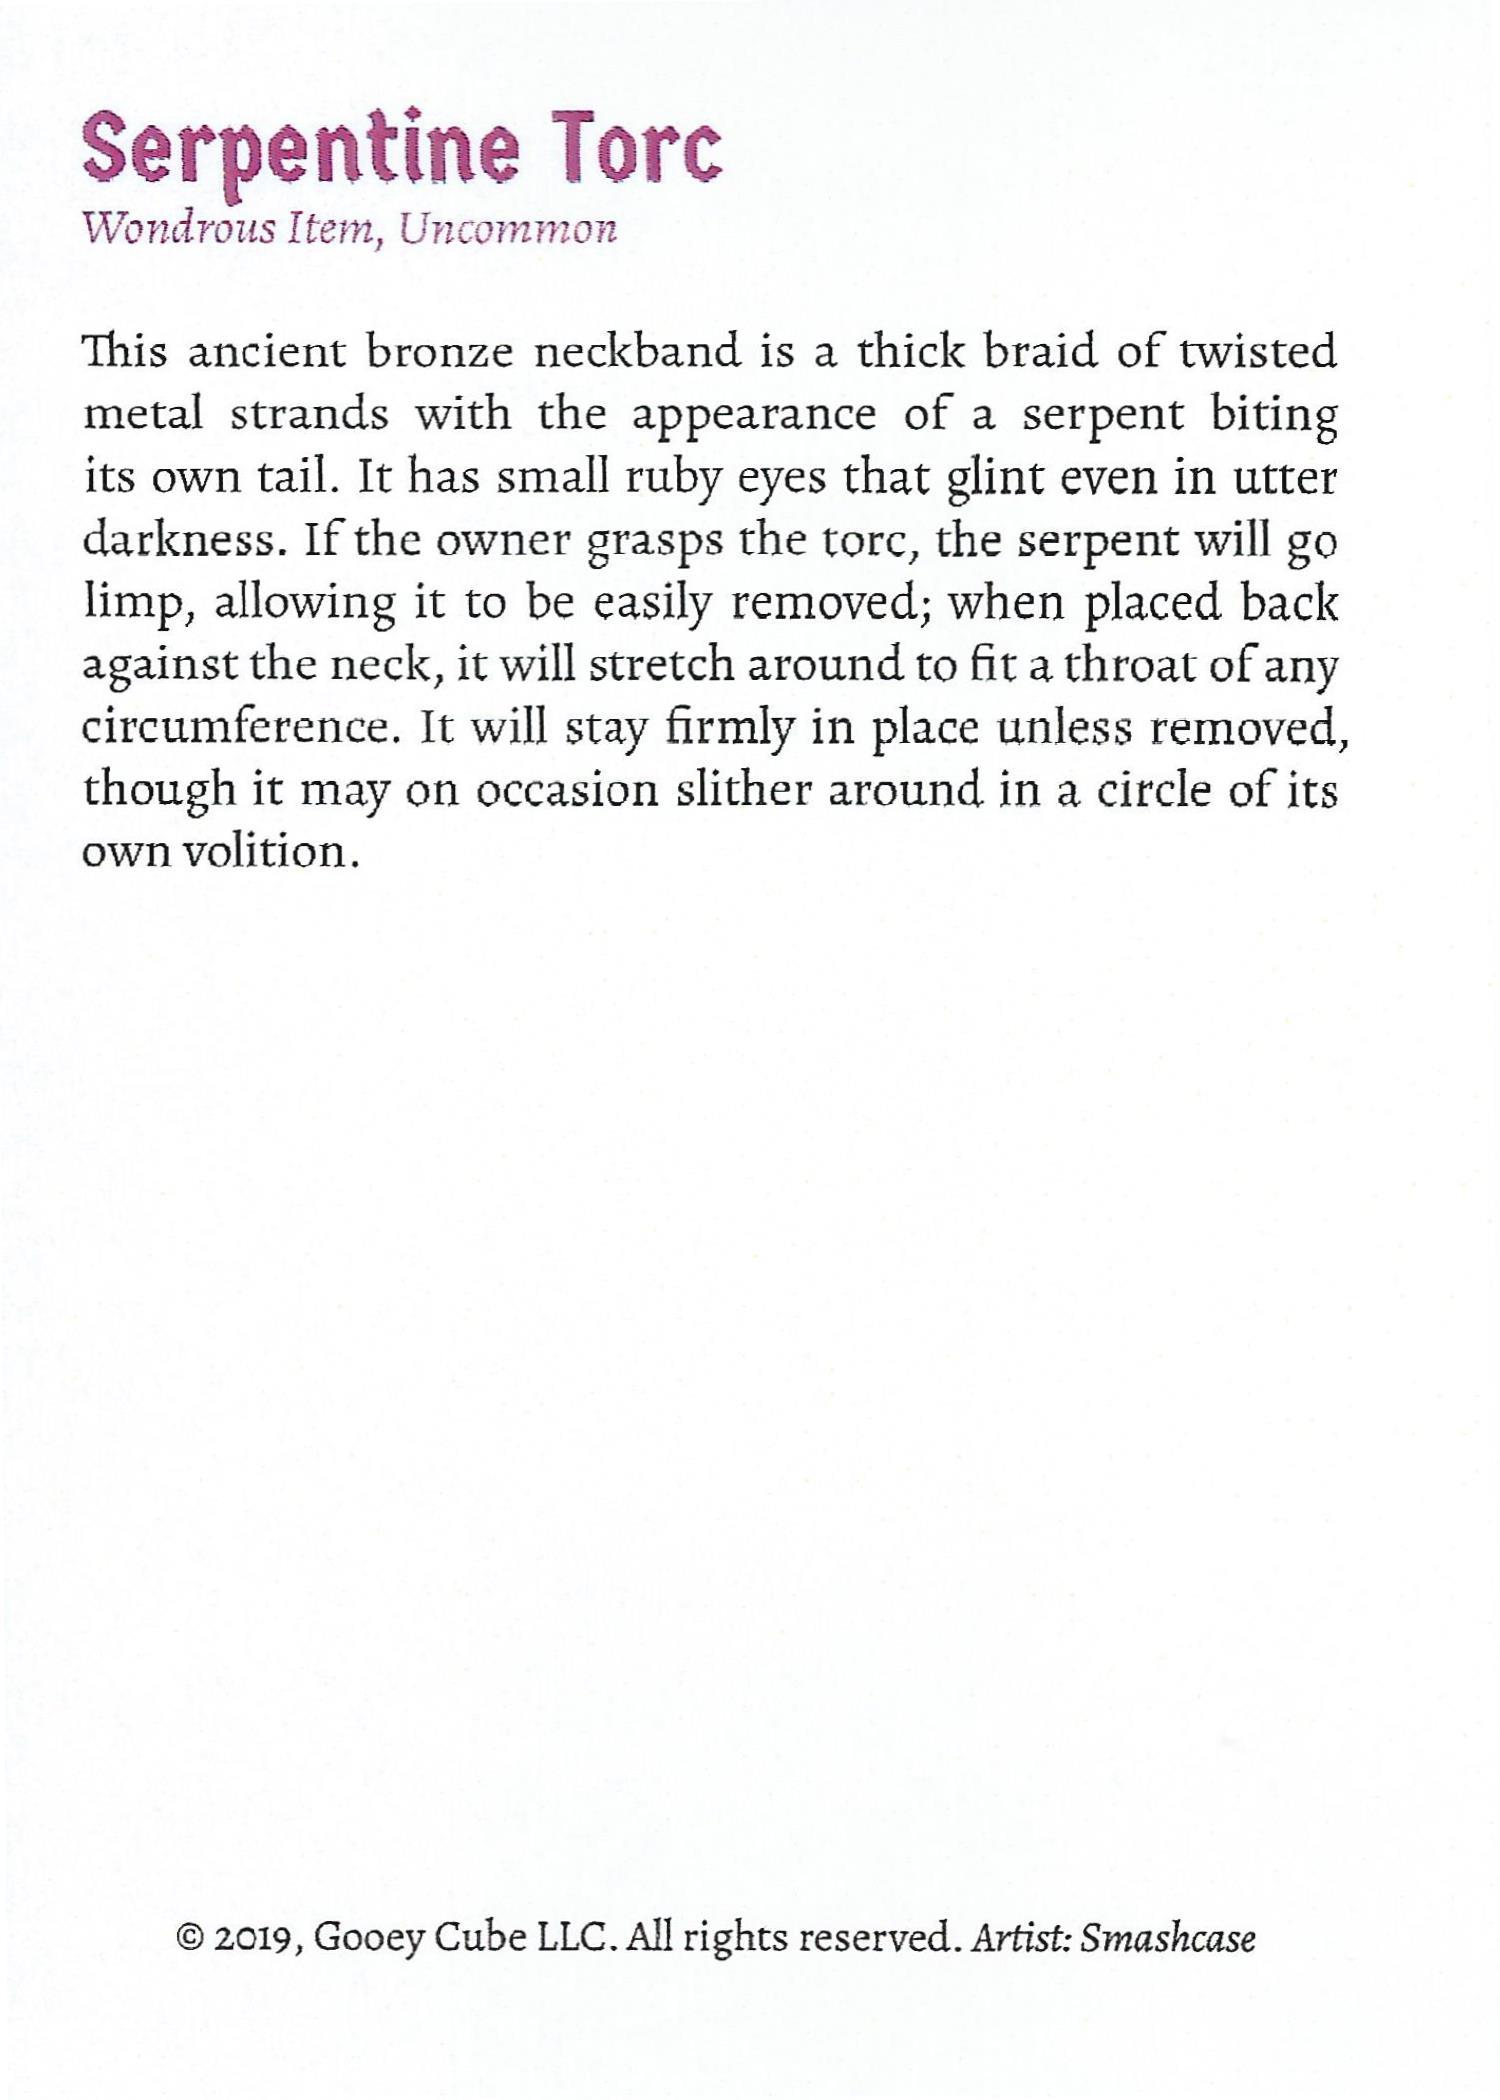 Serpentine Torc
Wondrous Item, Uncommon
This ancient bronze neckband is a thick braid of twisted
metal strands with the appearance of a serpent biting
its own tail. It has small ruby eyes that glint even in utter
darkness. If the owner grasps the torc, the serpent will go
limp, allowing it to be easily removed; when placed back
against the neck, it will stretch around to fit a throat of any
circumference. It will stay firmly in place unless removed,
though it may on occasion slither around in a circle of its
own volition.
© 2019, Gooey Cube LLC. All rights reserved. Artist: Smashcase